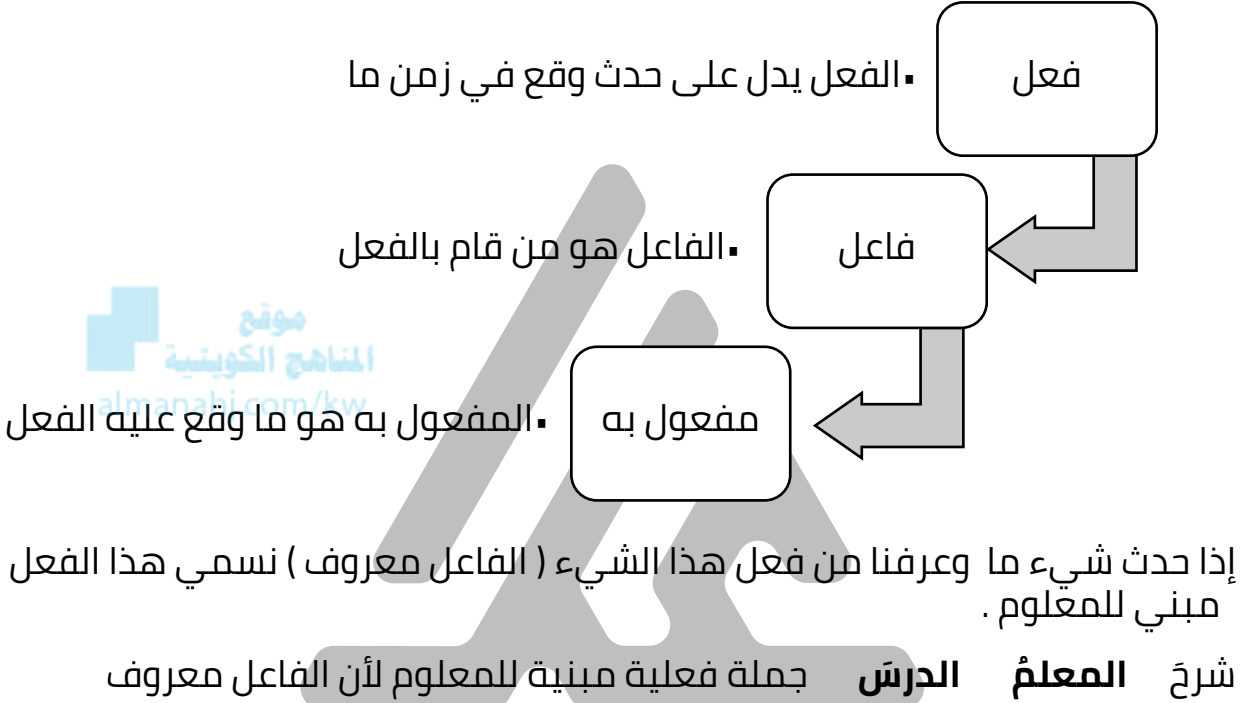 فعل
▪الفعل يدل على حدث وقع في زمن ما
فاعل
▪الفاعل هو من قام بالفعل
موقع
المناهج الكويتية
almanahj.com/kw
مفعول به
▪المفعول به هو ما وقع عليه الفعل
إذا حدث شيء ما وعرفنا من فعل هذا الشيء ( الفاعل معروف ) نسمي هذا الفعل
مبني للمعلوم .
شرحَ المعلمُ الدرسَ جملة فعلية مبنية للمعلوم لأن الفاعل معروف